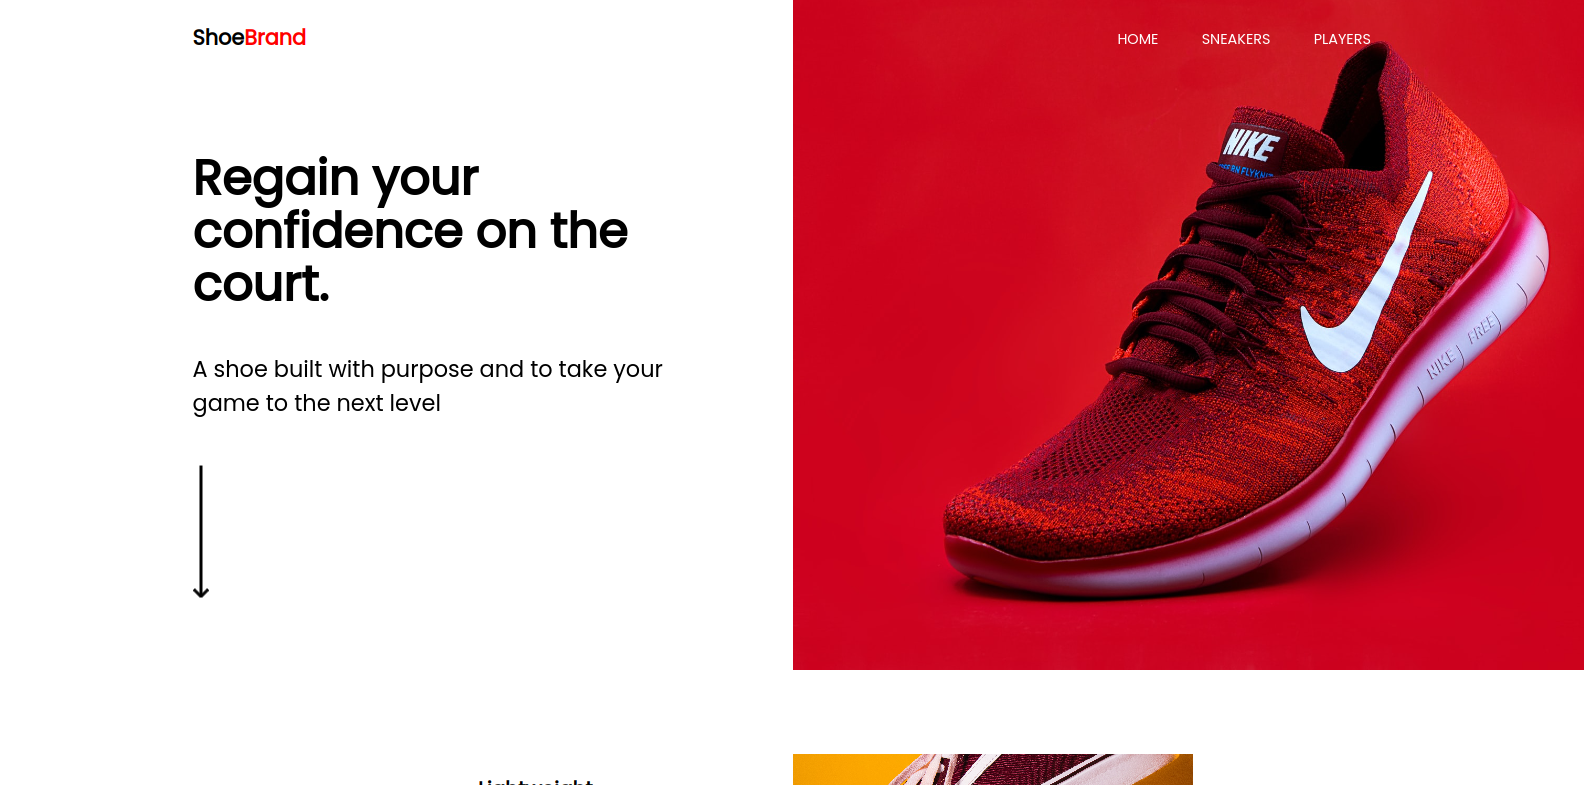 ShoeBrand
HOME SNEAKERS PLAYERS
Regain your
confidence on the
court.
A shoe built with purpose and to take your
game to the next level
NIKE
NIKE FREE
Lightweight